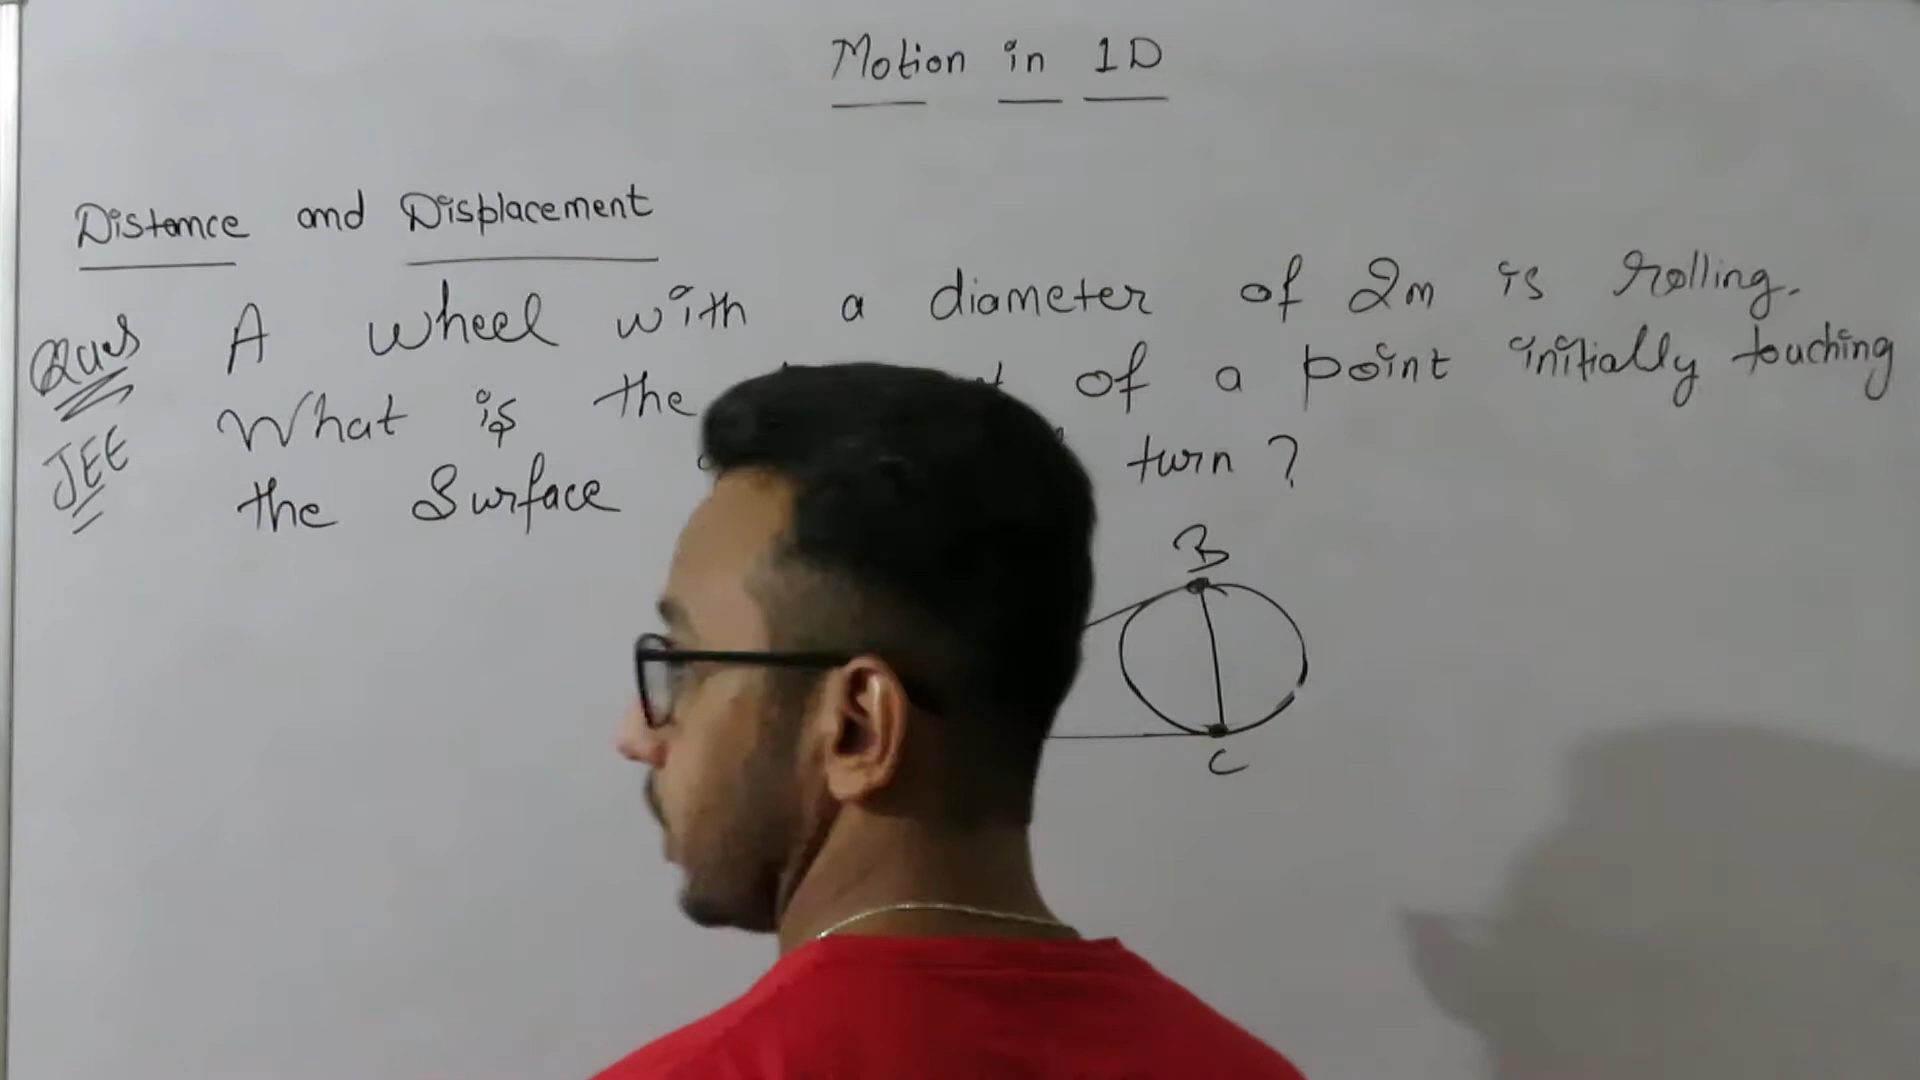 Motion in 1D
Distance and Displacement
Ques A wheel with a diameter of 2m is rolling.
JEE What is the of a point initially touching
the Surface turn ?
B
C